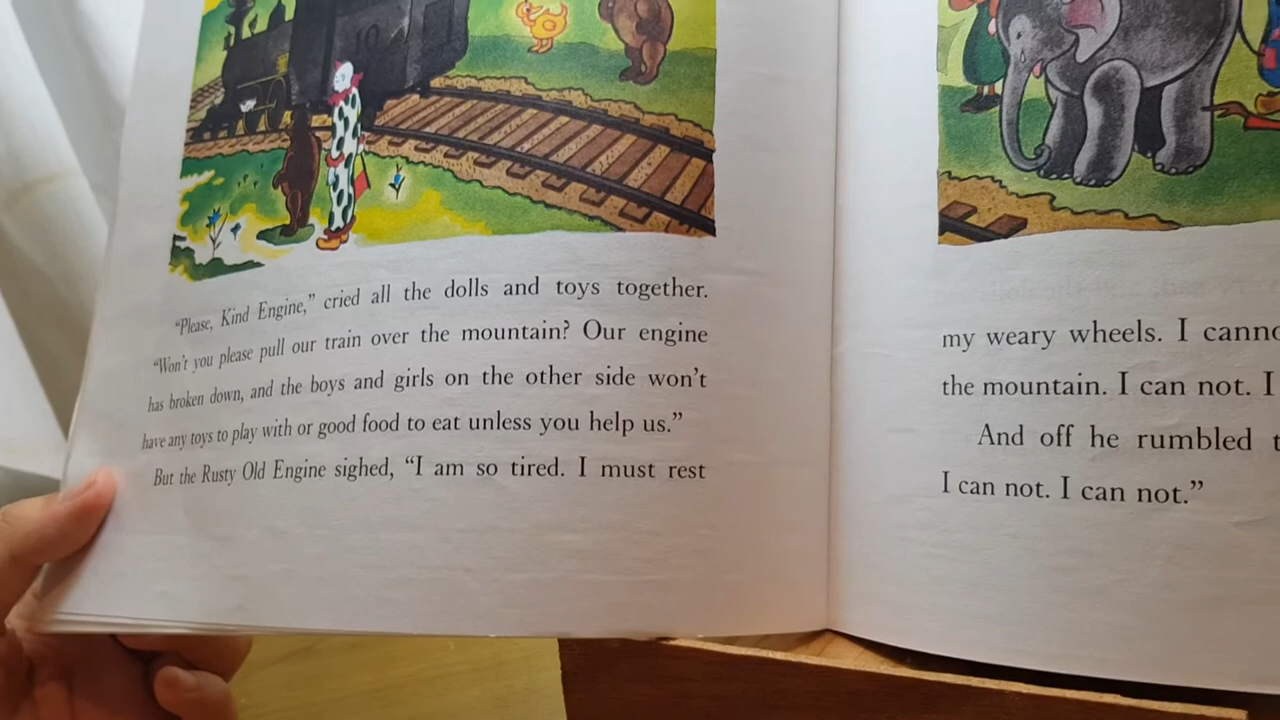 10
“Please, Kind Engine,” cried all the dolls and toys together.
“Won’t you please pull our train over the mountain? Our engine
has broken down, and the boys and girls on the other side won’t
have any toys to play with or good food to eat unless you help us.”
But the Rusty Old Engine sighed, “I am so tired. I must rest
my weary wheels. I
the mountain. I can not. I
And off he rumbled
I can not. I can not.”